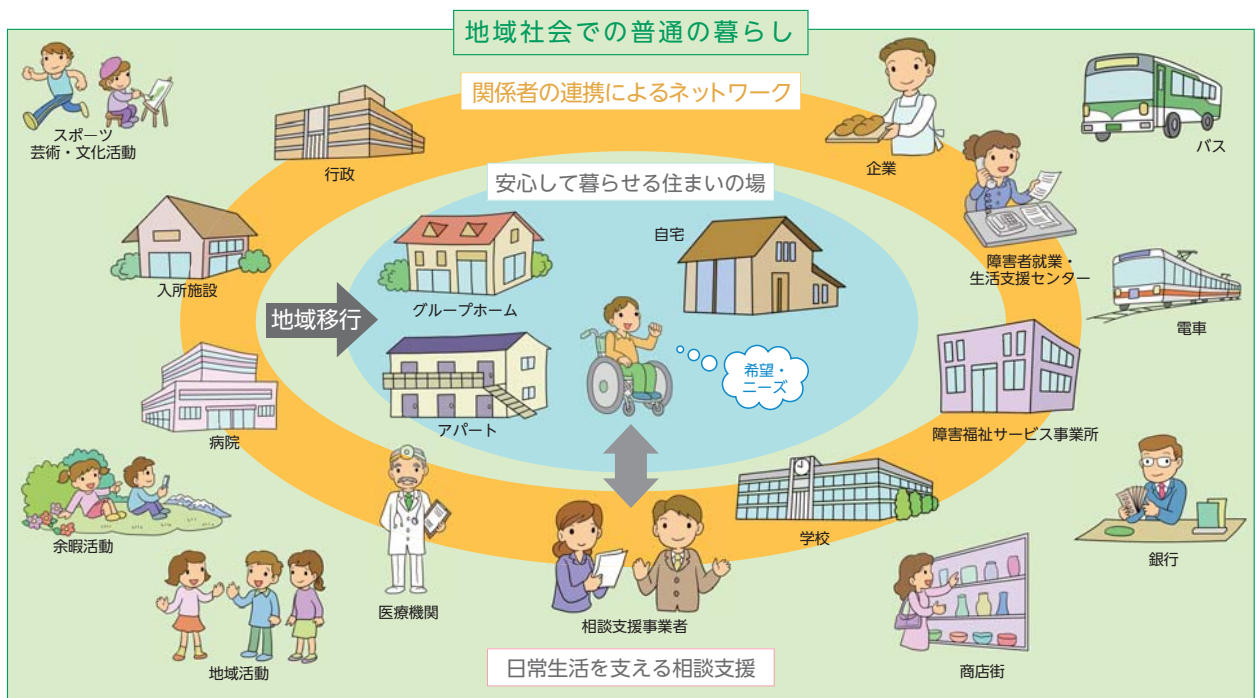 地域社会での普通の暮らし
関係者の連携によるネットワーク
スポーツ
芸術・文化活動
行政
企業
バス
安心して暮らせる住まいの場
自宅
入所施設
グループホーム
障害者就業・
生活支援センター
地域移行
電車
希望・
ニーズ
アパート
病院
障害福祉サービス事業所
余暇活動
学校
銀行
医療機関
相談支援事業者
地域活動
商店街
日常生活を支える相談支援